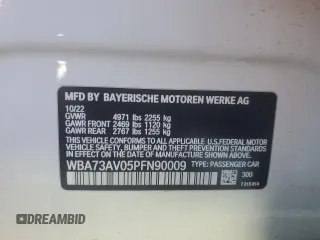 MFD BY BAYERISCHE MOTOREN WERKE AG
10/22
GVWR 4971 lbs 2255 kg
GAWR FRONT 2469 lbs 1120 kg
GAWR REAR 2767 lbs 1255 kg
THIS VEHICLE CONFORMS TO ALL APPLICABLE
FEDERAL MOTOR VEHICLE SAFETY, BUMPER,
AND THEFT PREVENTION STANDARDS IN EFFECT
ON THE DATE OF MANUFACTURE SHOWN ABOVE.
WBA73AV05PFN90009 TYPE: PASSENGER CAR
300
DREAMBID